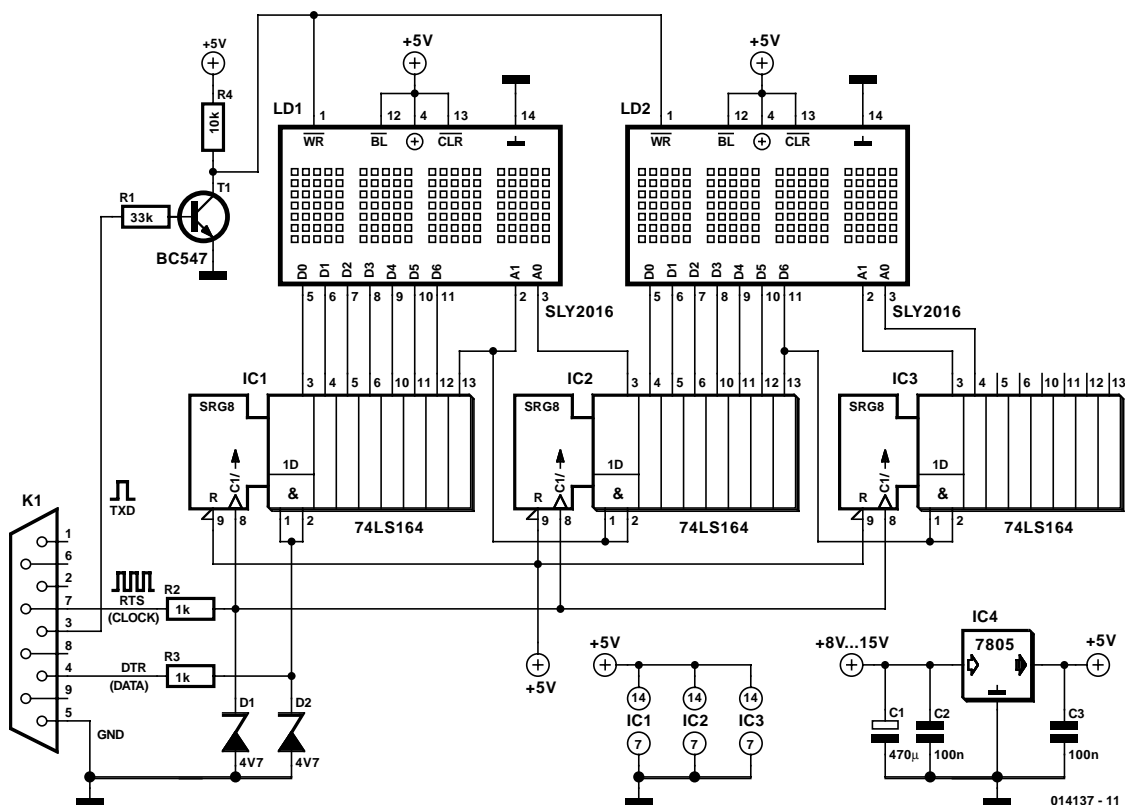 +5V
R4
10k
R1
33k
T1
BC547
LD1
+5V
1
12
4
13
14
WR
BL
CLR
D0
D1
D2
D3
D4
D5
D6
A1
A0
5
6
7
8
9
10
11
2
3
SLY2016
LD2
+5V
1
12
4
13
14
WR
BL
CLR
D0
D1
D2
D3
D4
D5
D6
A1
A0
5
6
7
8
9
10
11
2
3
SLY2016
IC1
3
4
5
6
10
11
12
13
SRG8
C1/
R
1D
&
9
8
1
2
74LS164
IC2
3
4
5
6
10
11
12
13
SRG8
C1/
R
1D
&
9
8
1
2
74LS164
IC3
3
4
5
6
10
11
12
13
SRG8
C1/
R
1D
&
9
8
1
2
74LS164
K1
1
6
2
7
3
8
4
9
5
TXD
RTS
(CLOCK)
R2
1k
DTR
(DATA)
R3
1k
GND
D1
4V7
D2
4V7
+5V
+5V
14
14
14
IC1
IC2
IC3
7
7
7
IC4
7805
+8V...15V
+5V
C1
470µ
C2
100n
C3
100n
014137 - 11